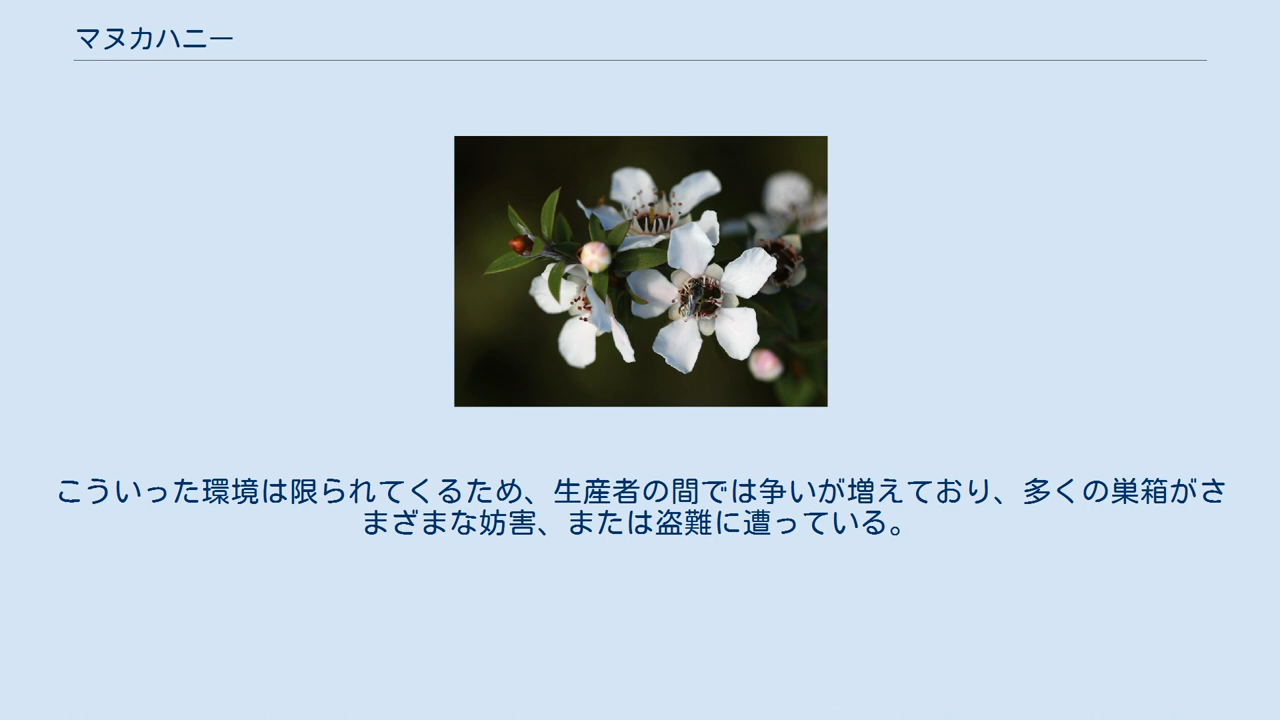 マヌカハニー
こういった環境は限られてくるため、生産者の間では争いが増えており、多くの巣箱がさ
まざまな妨害、または盗難に遭っている。